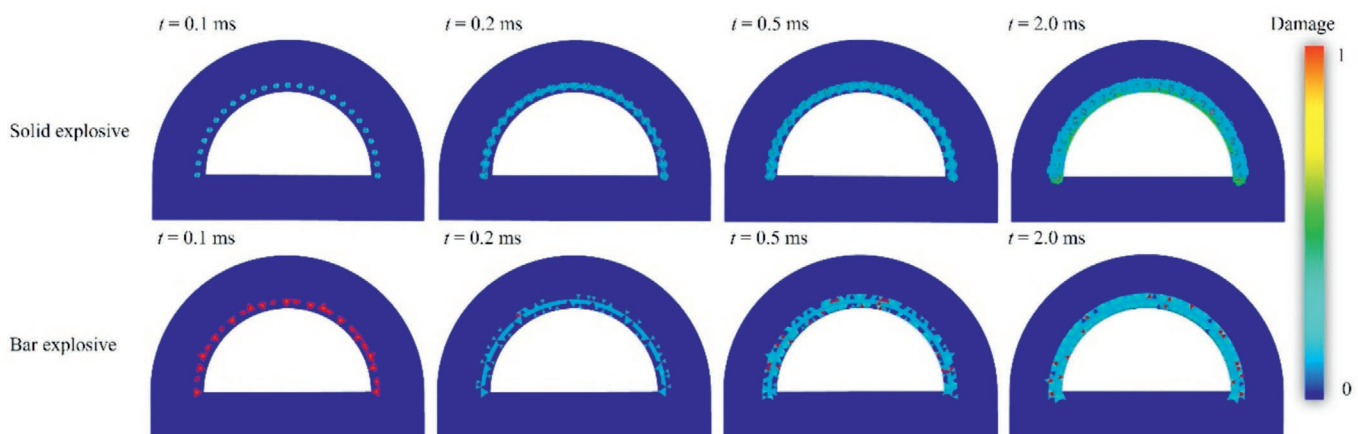 t = 0.1 ms
t = 0.2 ms
t = 0.5 ms
t = 2.0 ms
Damage
1
Solid explosive
t = 0.1 ms
t = 0.2 ms
t = 0.5 ms
t = 2.0 ms
Bar explosive
0